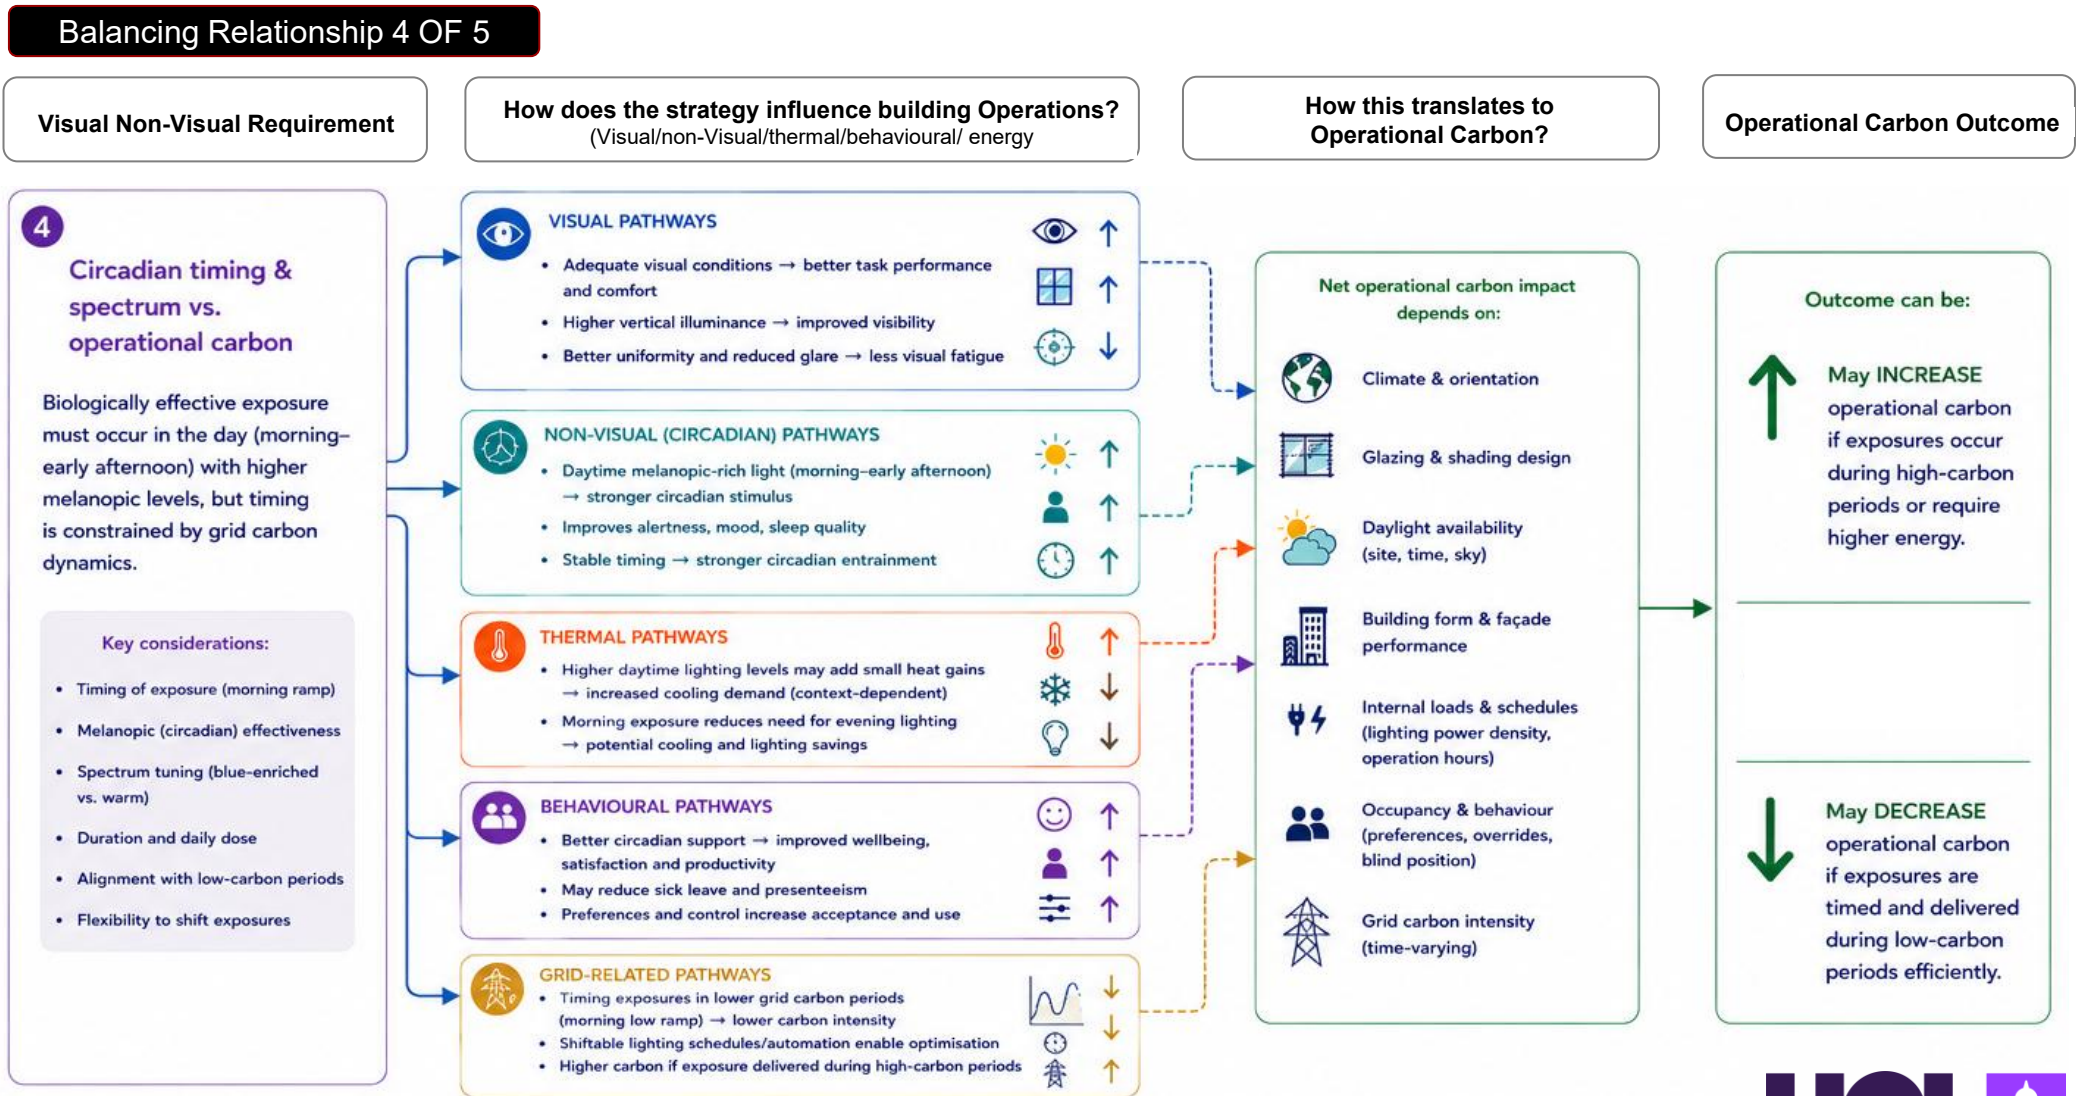 Balancing Relationship 4 OF 5
Visual Non-Visual Requirement
How does the strategy influence building Operations?
(Visual/non-Visual/thermal/behavioural/ energy
How this translates to
Operational Carbon?
Operational Carbon Outcome
4
Circadian timing &
spectrum vs.
operational carbon
Biologically effective exposure
must occur in the day (morning–
early afternoon) with higher
melanopic levels, but timing
is constrained by grid carbon
dynamics.
Key considerations:
• Timing of exposure (morning ramp)
• Melanopic (circadian) effectiveness
• Spectrum tuning (blue-enriched
vs. warm)
• Duration and daily dose
• Alignment with low-carbon periods
• Flexibility to shift exposures
VISUAL PATHWAYS
• Adequate visual conditions → better task performance
and comfort
• Higher vertical illuminance → improved visibility
• Better uniformity and reduced glare → less visual fatigue
NON-VISUAL (CIRCADIAN) PATHWAYS
• Daytime melanopic-rich light (morning–early afternoon)
→ stronger circadian stimulus
• Improves alertness, mood, sleep quality
• Stable timing → stronger circadian entrainment
THERMAL PATHWAYS
• Higher daytime lighting levels may add small heat gains
→ increased cooling demand (context-dependent)
• Morning exposure reduces need for evening lighting
→ potential cooling and lighting savings
BEHAVIOURAL PATHWAYS
• Better circadian support → improved wellbeing,
satisfaction and productivity
• May reduce sick leave and presenteeism
• Preferences and control increase acceptance and use
GRID-RELATED PATHWAYS
• Timing exposures in lower grid carbon periods
(morning low ramp) → lower carbon intensity
• Shiftable lighting schedules/automation enable optimisation
• Higher carbon if exposure delivered during high-carbon periods
Net operational carbon impact
depends on:
Climate & orientation
Glazing & shading design
Daylight availability
(site, time, sky)
Building form & façade
performance
Internal loads & schedules
(lighting power density,
operation hours)
Occupancy & behaviour
(preferences, overrides,
blind position)
Grid carbon intensity
(time-varying)
Outcome can be:
May INCREASE
operational carbon
if exposures occur
during high-carbon
periods or require
higher energy.
May DECREASE
operational carbon
if exposures are
timed and delivered
during low-carbon
periods efficiently.